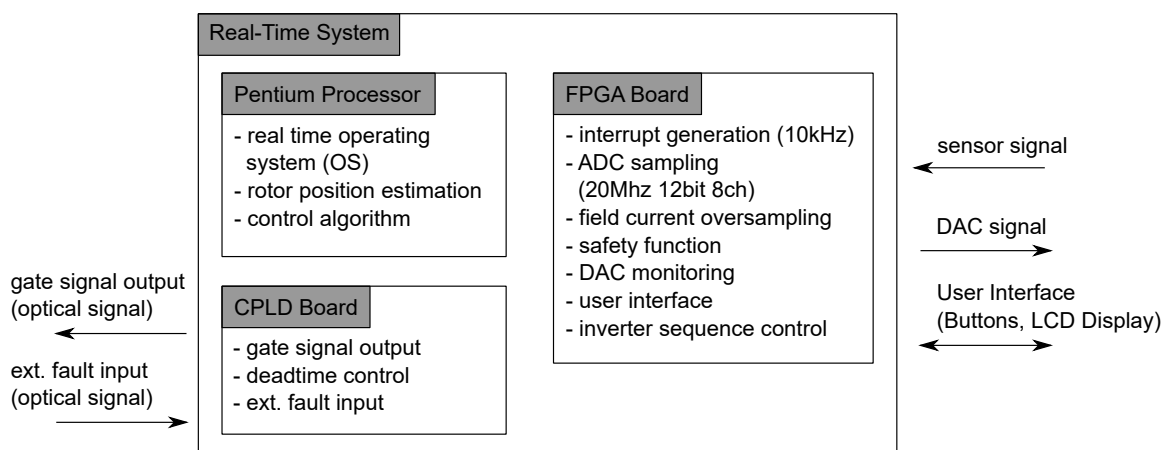 Real-Time System
Pentium Processor
- real time operating
system (OS)
- rotor position estimation
- control algorithm
FPGA Board
- interrupt generation (10kHz)
- ADC sampling
(20Mhz 12bit 8ch)
- field current oversampling
- safety function
- DAC monitoring
- user interface
- inverter sequence control
CPLD Board
- gate signal output
- deadtime control
- ext. fault input
gate signal output
(optical signal)
ext. fault input
(optical signal)
sensor signal
DAC signal
User Interface
(Buttons, LCD Display)